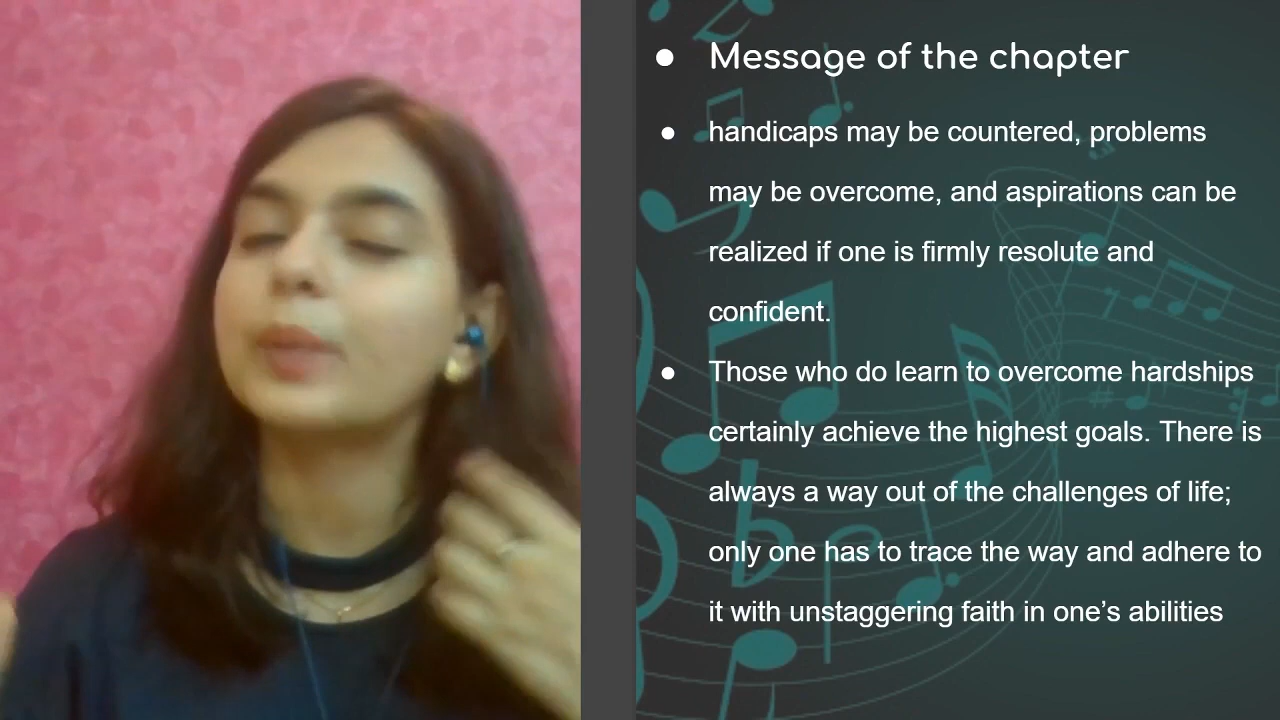 Message of the chapter
handicaps may be countered, problems
may be overcome, and aspirations can be
realized if one is firmly resolute and
confident.
Those who do learn to overcome hardships
certainly achieve the highest goals. There is
always a way out of the challenges of life;
only one has to trace the way and adhere to
it with unstaggering faith in one’s abilities